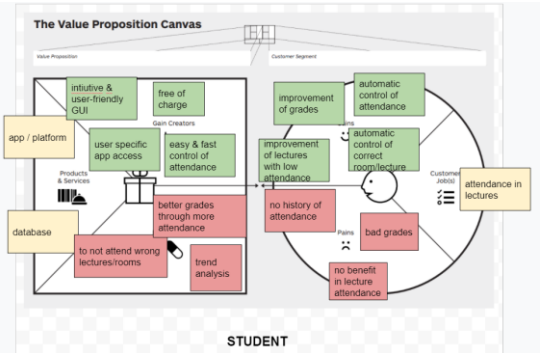 The Value Proposition Canvas
Value Proposition
Customer Segment
intiutive &
user-friendly
GUI
free of
charge
Gain Creators
app / platform
user specific
app access
easy & fast
control of
attendance
Products
& Services
better grades
through more
attendance
database
to not attend wrong
lectures/rooms
trend
analysis
improvement
of grades
automatic
control of
attendance
improvement
of lectures
with low
attendance
automatic
control of
correct
room/lecture
Customer
Job(s)
attendance in
lectures
no history of
attendance
Pains
bad grades
no benefit
in lecture
attendance
STUDENT